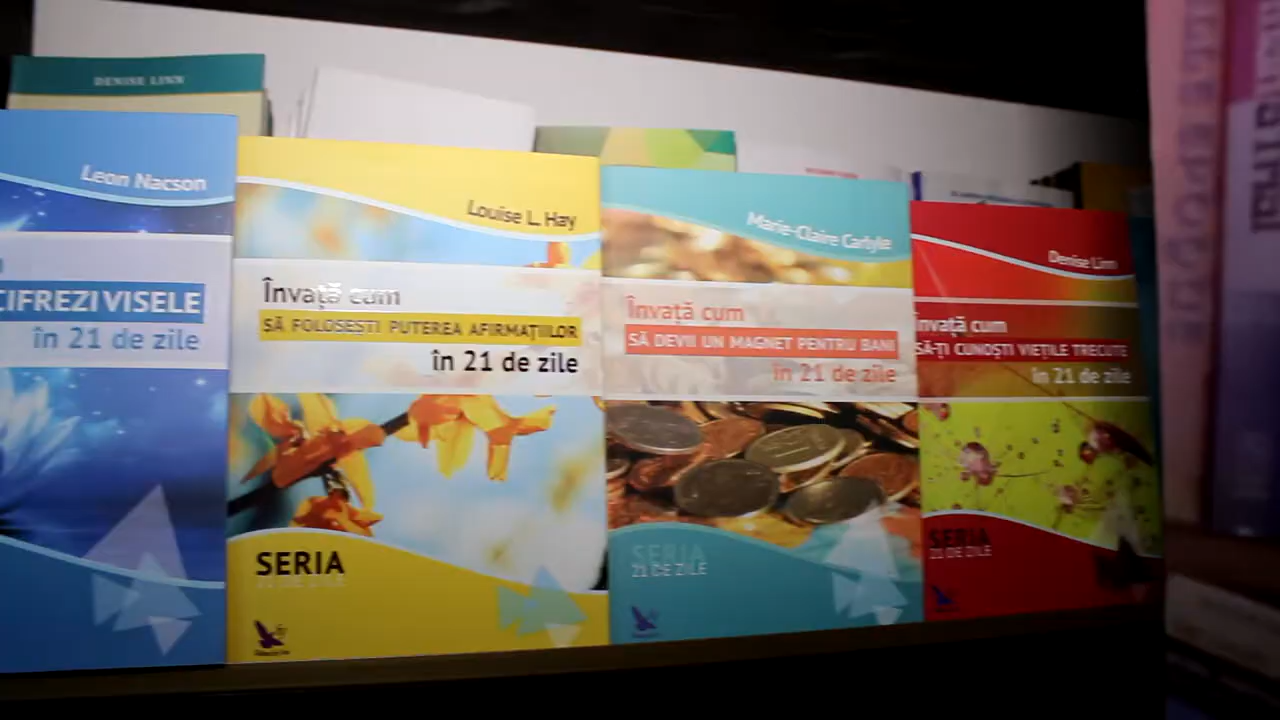 DENISE LINN
Leon Nacson
CIFREZI VISELE
în 21 de zile
Louise L. Hay
Învață cum
SĂ FOLOSEȘTI PUTEREA AFIRMAȚIILOR
în 21 de zile
SERIA
Marie-Claire Carlyle
Învață cum
SĂ DEVII UN MAGNET PENTRU BANI
în 21 de zile
SERIA
21 DE ZILE
Denise Linn
Învață cum
SĂ-ȚI CUNOȘTI VIEȚILE TRECUTE
în 21 de zile
SERIA
21 DE ZILE